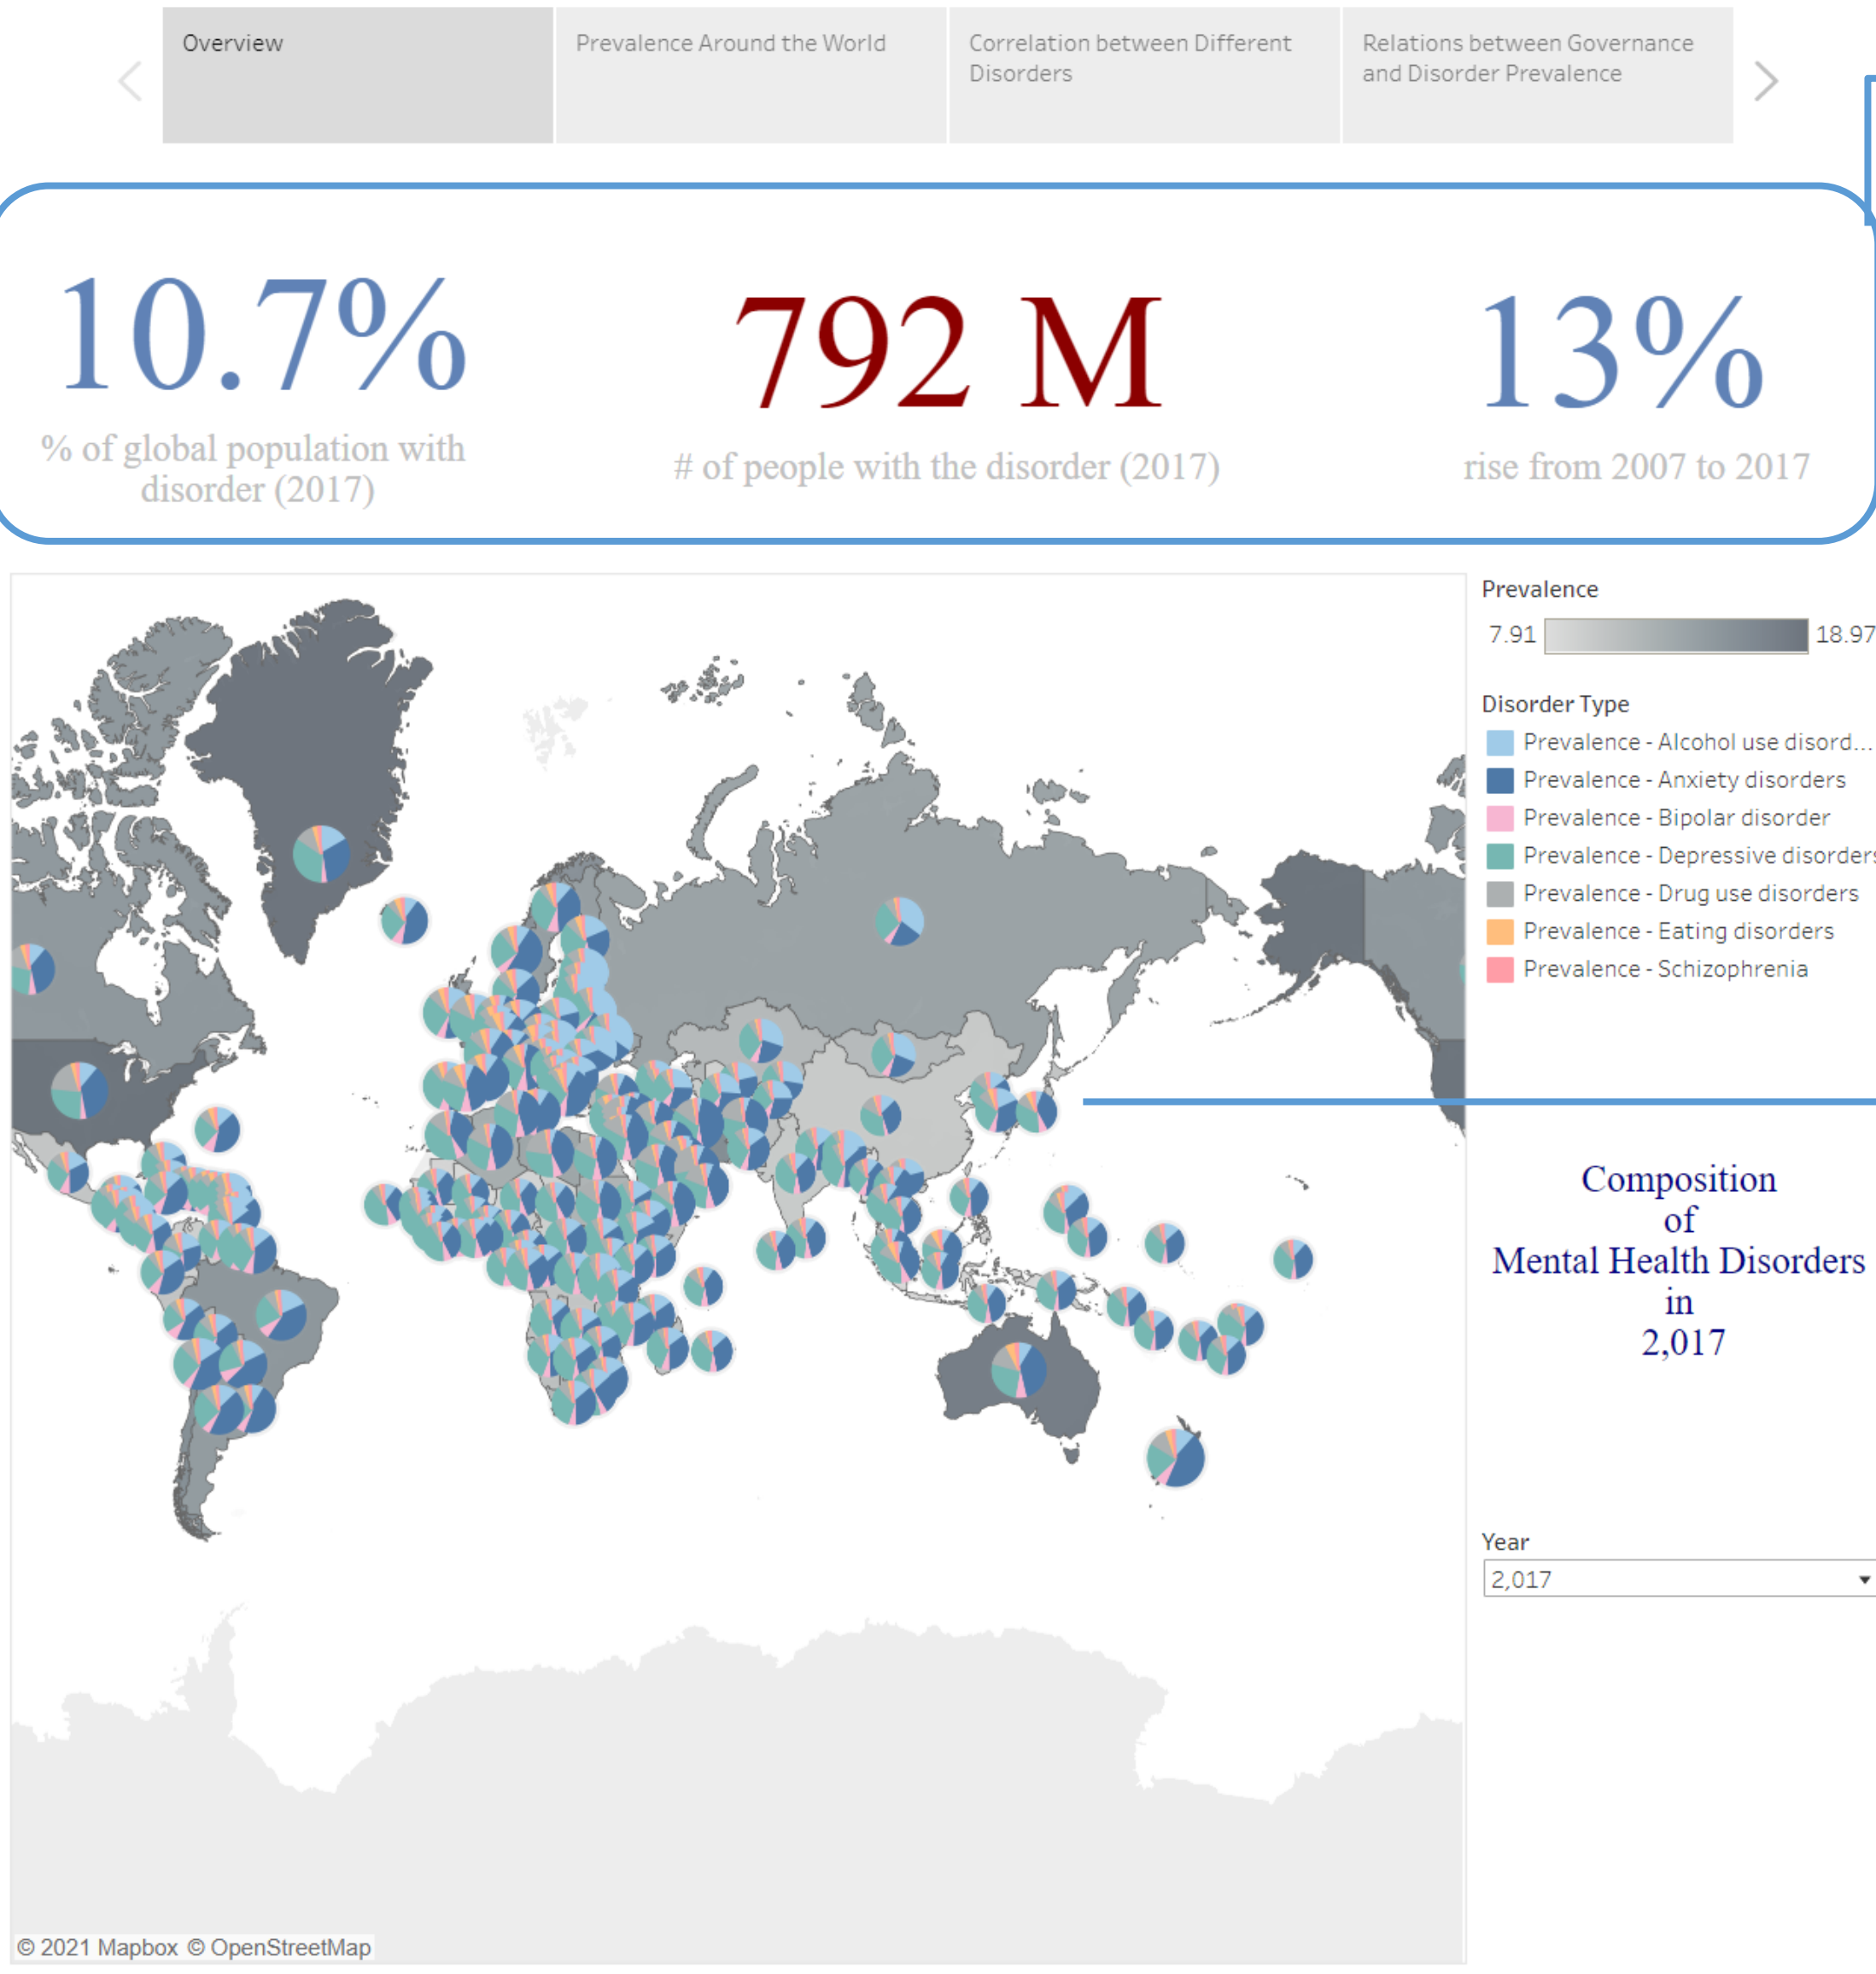 Overview
Prevalence Around the World
Correlation between Different
Disorders
Relations between Governance
and Disorder Prevalence
10.7%
% of global population with
disorder (2017)
792 M
# of people with the disorder (2017)
13%
rise from 2007 to 2017
Prevalence
7.91
18.97
Disorder Type
Prevalence - Alcohol use disord...
Prevalence - Anxiety disorders
Prevalence - Bipolar disorder
Prevalence - Depressive disorders
Prevalence - Drug use disorders
Prevalence - Eating disorders
Prevalence - Schizophrenia
Composition
of
Mental Health Disorders
in
2,017
Year
2,017
© 2021 Mapbox © OpenStreetMap